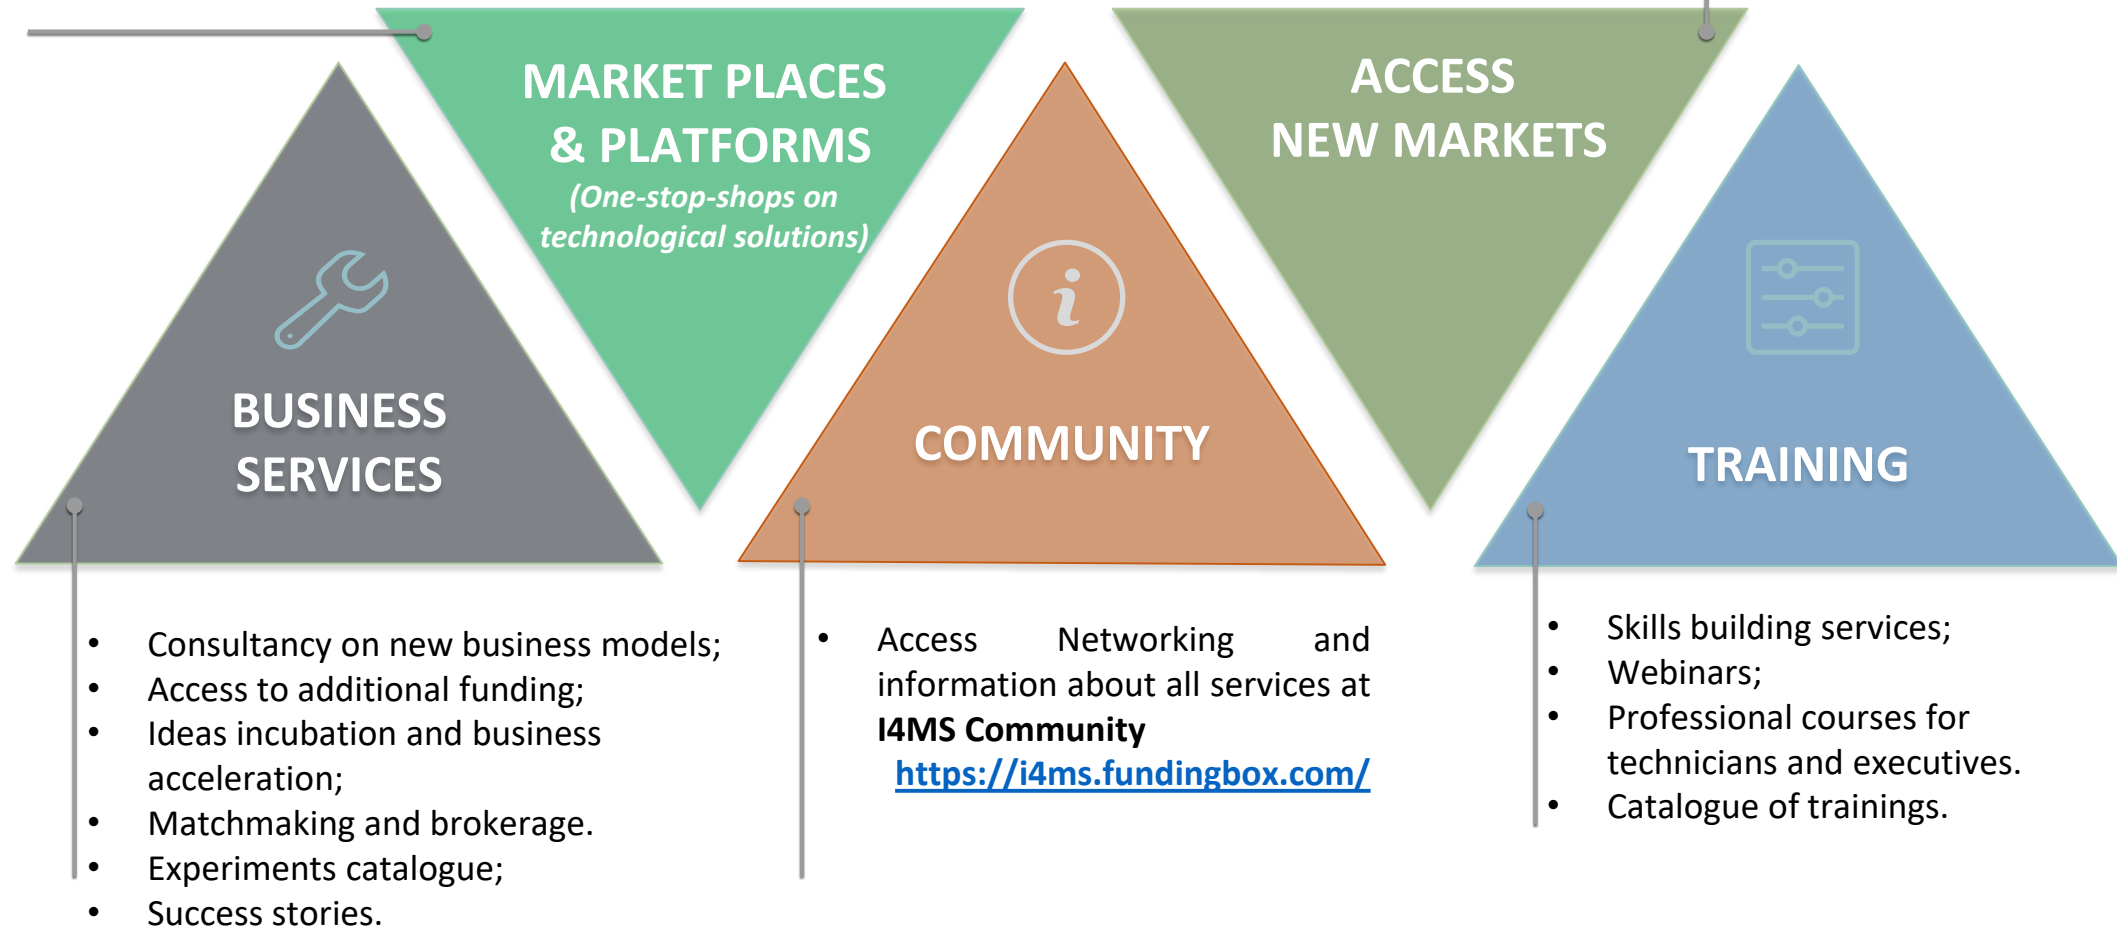 MARKET PLACES
& PLATFORMS
(One-stop-shops on
technological solutions)
ACCESS
NEW MARKETS
BUSINESS
SERVICES
COMMUNITY
TRAINING
• Consultancy on new business models;
• Access to additional funding;
• Ideas incubation and business
acceleration;
• Matchmaking and brokerage.
• Experiments catalogue;
• Success stories.
• Access Networking and
information about all services at
I4MS Community
https://i4ms.fundingbox.com/
• Skills building services;
• Webinars;
• Professional courses for
technicians and executives.
• Catalogue of trainings.